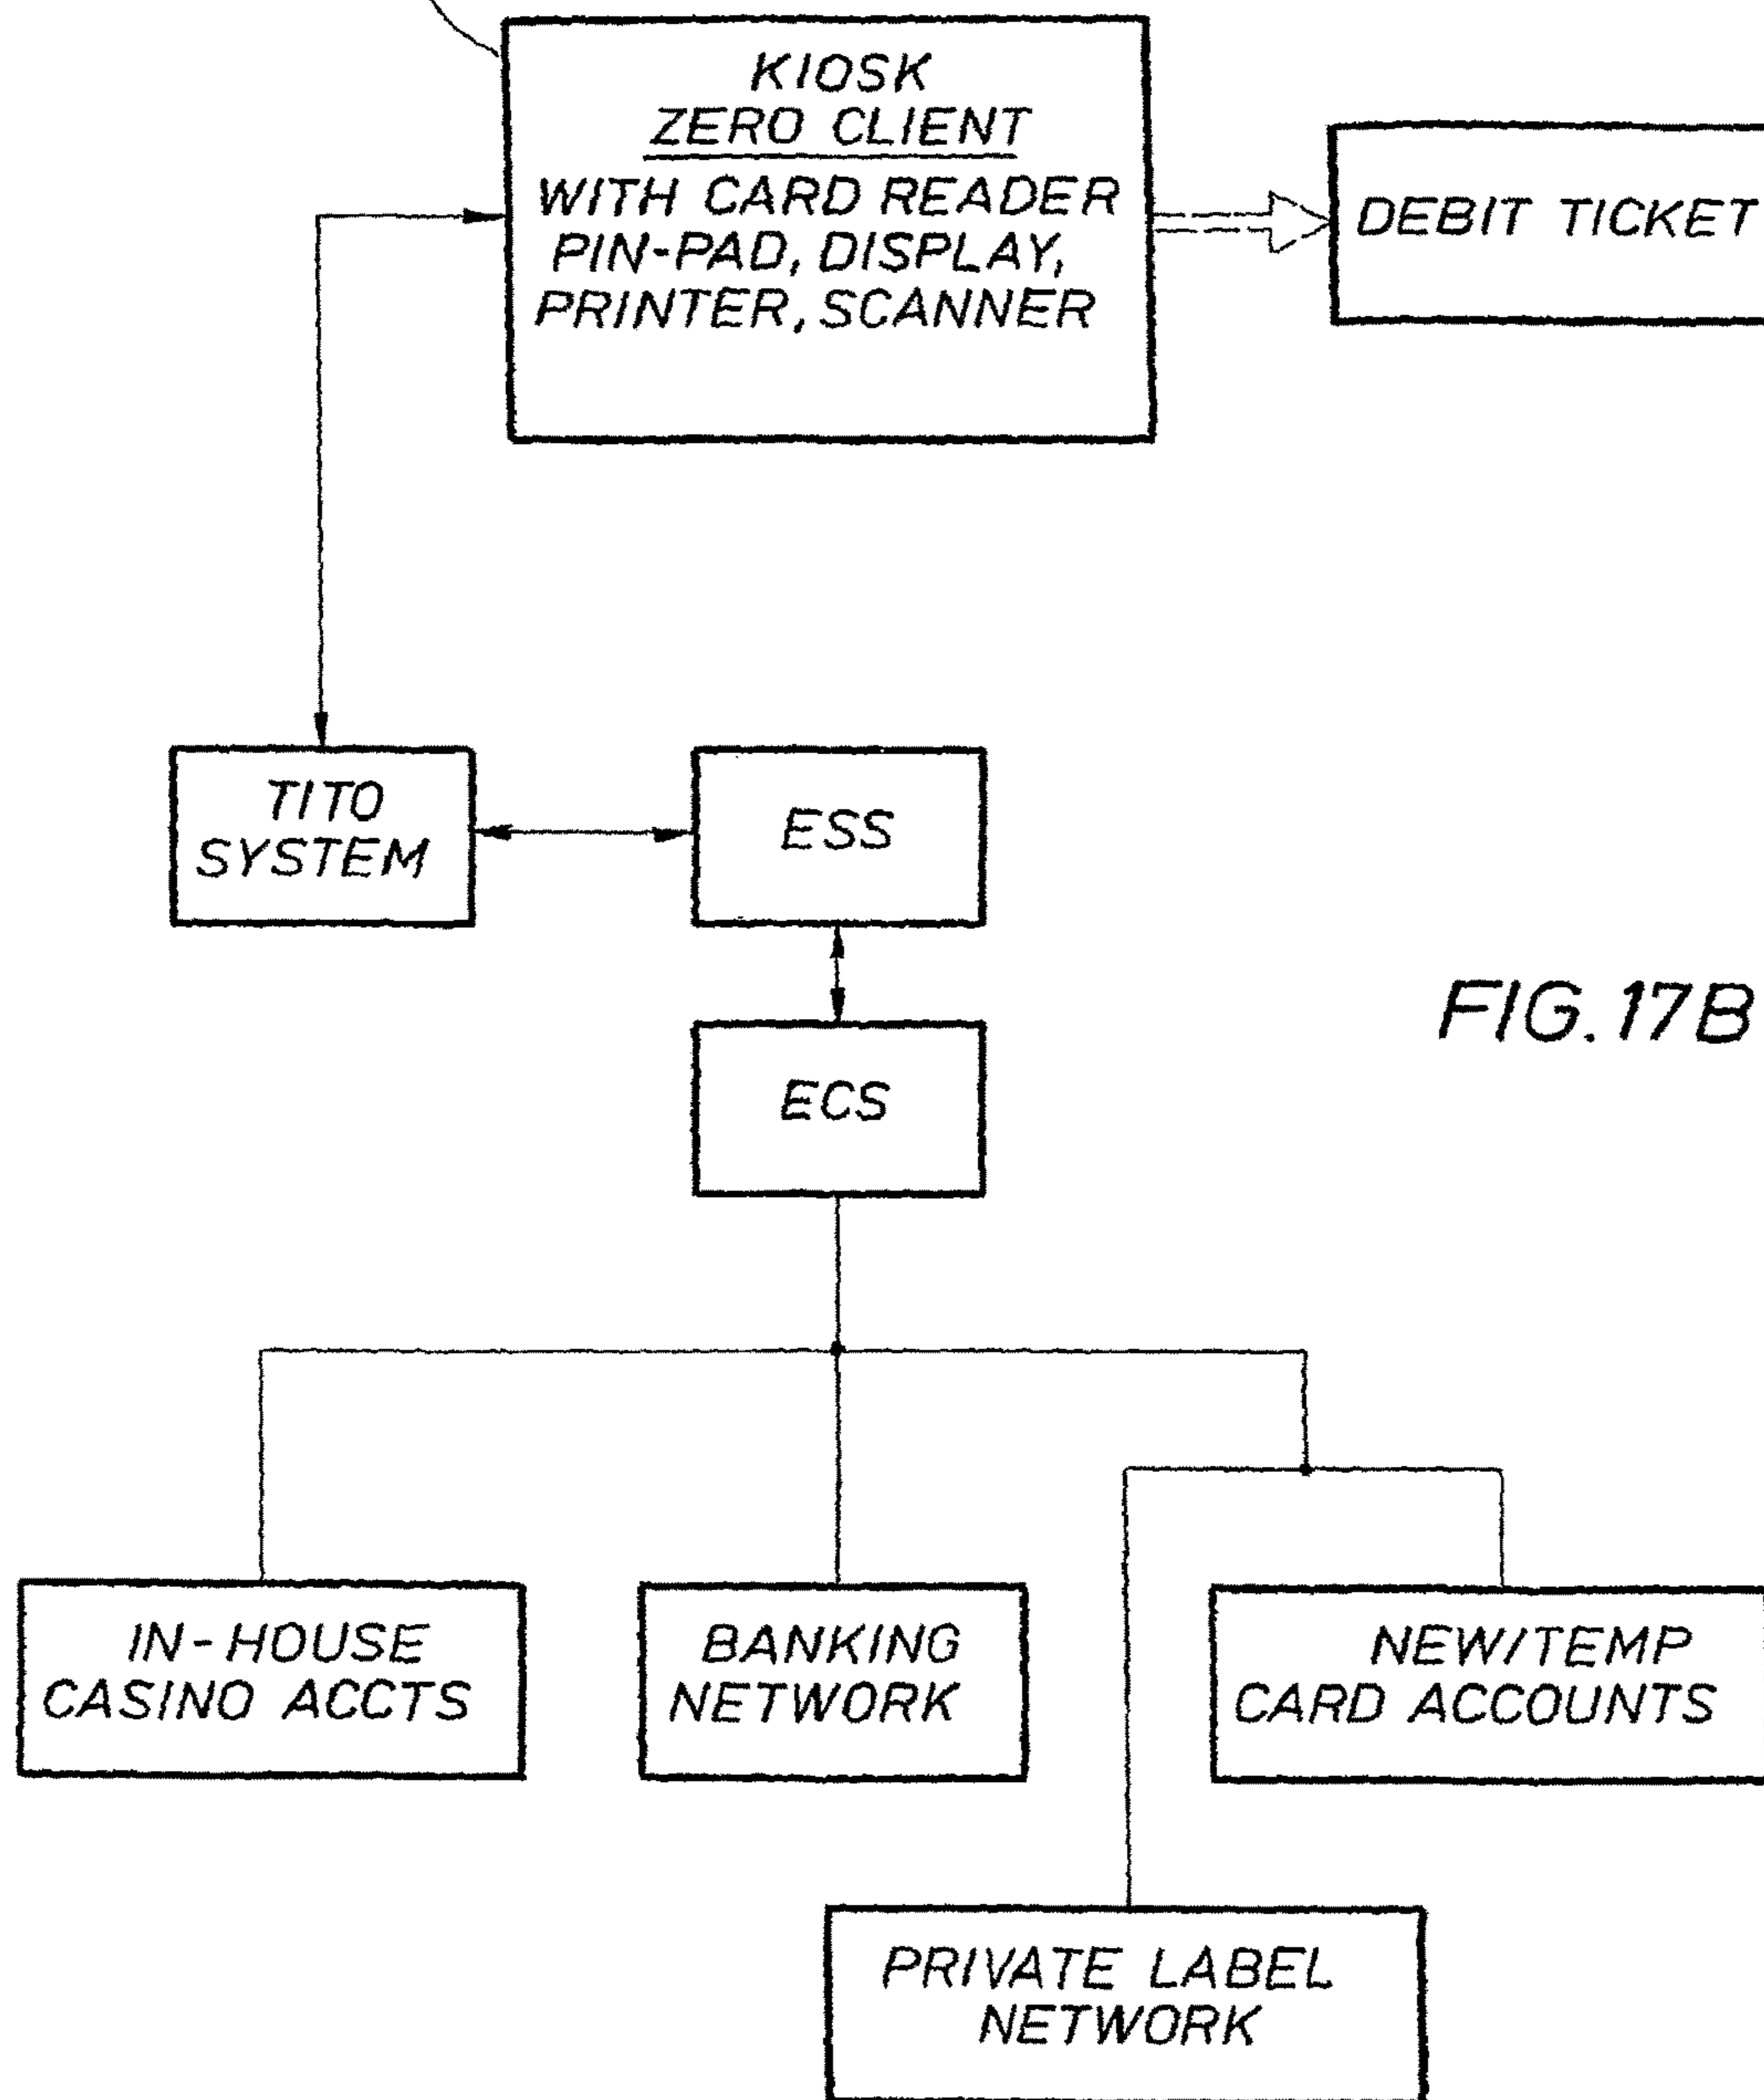 KIOSK
ZERO CLIENT
WITH CARD READER
PIN-PAD, DISPLAY,
PRINTER, SCANNER
DEBIT TICKET
TITO
SYSTEM
ESS
ECS
FIG. 17B
IN-HOUSE
CASINO ACCTS
BANKING
NETWORK
NEW/TEMP
CARD ACCOUNTS
PRIVATE LABEL
NETWORK